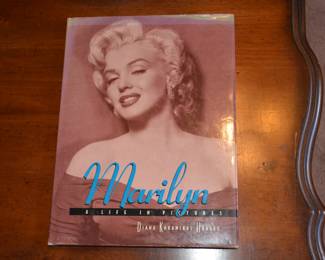 Marilyn
A LIFE IN PICTURES
DIANA KARANIKAS HARVEY